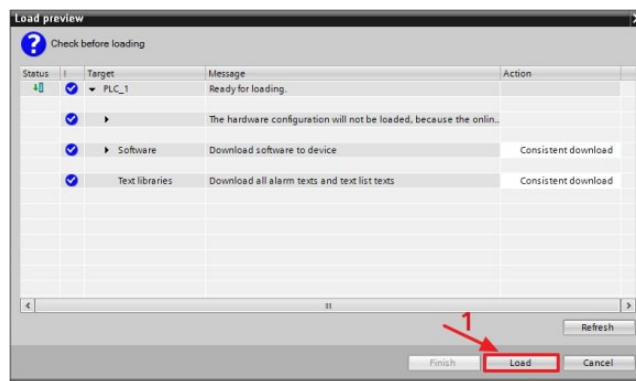 Load preview
Check before loading
Status ! Target Message Action
PLC_1 Ready for loading.
The hardware configuration will not be loaded, because the onlin..
Software Download software to device Consistent download
Text libraries Download all alarm texts and text list texts Consistent download
1
Refresh
Finish Load Cancel